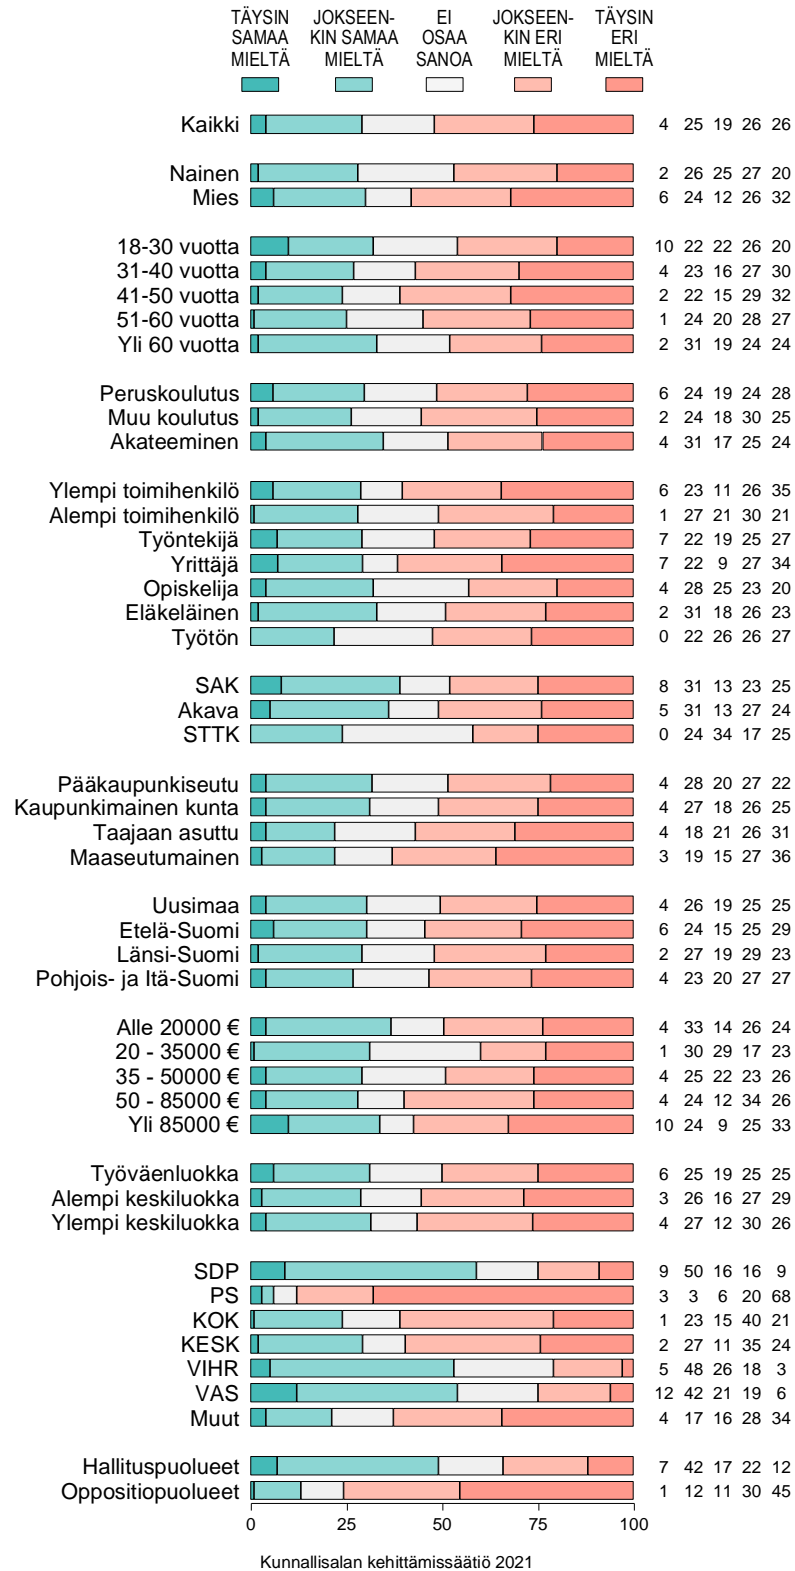 TÄYSIN JOKSEEN- EI JOKSEEN- TÄYSIN
SAMAA KIN SAMAA OSAA KIN ERI ERI
MIELTÄ MIELTÄ SANOA MIELTÄ MIELTÄ
Kaikki 4 25 19 26 26
Nainen 2 26 25 27 20
Mies 6 24 12 26 32
18-30 vuotta 10 22 22 26 20
31-40 vuotta 4 23 16 27 30
41-50 vuotta 2 22 15 29 32
51-60 vuotta 1 24 20 28 27
Yli 60 vuotta 2 31 19 24 24
Peruskoulutus 6 24 19 24 28
Muu koulutus 2 24 18 30 25
Akateeminen 4 31 17 25 24
Ylempi toimihenkilö 6 23 11 26 35
Alempi toimihenkilö 1 27 21 30 21
Työntekijä 7 22 19 25 27
Yrittäjä 7 22 9 27 34
Opiskelija 4 28 25 23 20
Eläkeläinen 2 31 18 26 23
Työtön 0 22 26 26 27
SAK 8 31 13 23 25
Akava 5 31 13 27 24
STTK 0 24 34 17 25
Pääkaupunkiseutu 4 28 20 27 22
Kaupunkimainen kunta 4 27 18 26 25
Taajaan asuttu 4 18 21 26 31
Maaseutumainen 3 19 15 27 36
Uusimaa 4 26 19 25 25
Etelä-Suomi 6 24 15 25 29
Länsi-Suomi 2 27 19 29 23
Pohjois- ja Itä-Suomi 4 23 20 27 27
Alle 20000 € 4 33 14 26 24
20 - 35000 € 1 30 29 17 23
35 - 50000 € 4 25 22 23 26
50 - 85000 € 4 24 12 34 26
Yli 85000 € 10 24 9 25 33
Työväenluokka 6 25 19 25 25
Alempi keskiluokka 3 26 16 27 29
Ylempi keskiluokka 4 27 12 30 26
SDP 9 50 16 16 9
PS 3 3 6 20 68
KOK 1 23 15 40 21
KESK 2 27 11 35 24
VIHR 5 48 26 18 3
VAS 12 42 21 19 6
Muut 4 17 16 28 34
Hallituspuolueet 7 42 17 22 12
Oppositiopuolueet 1 12 11 30 45
0 25 50 75 100
Kunnallisalan kehittämissäätiö 2021